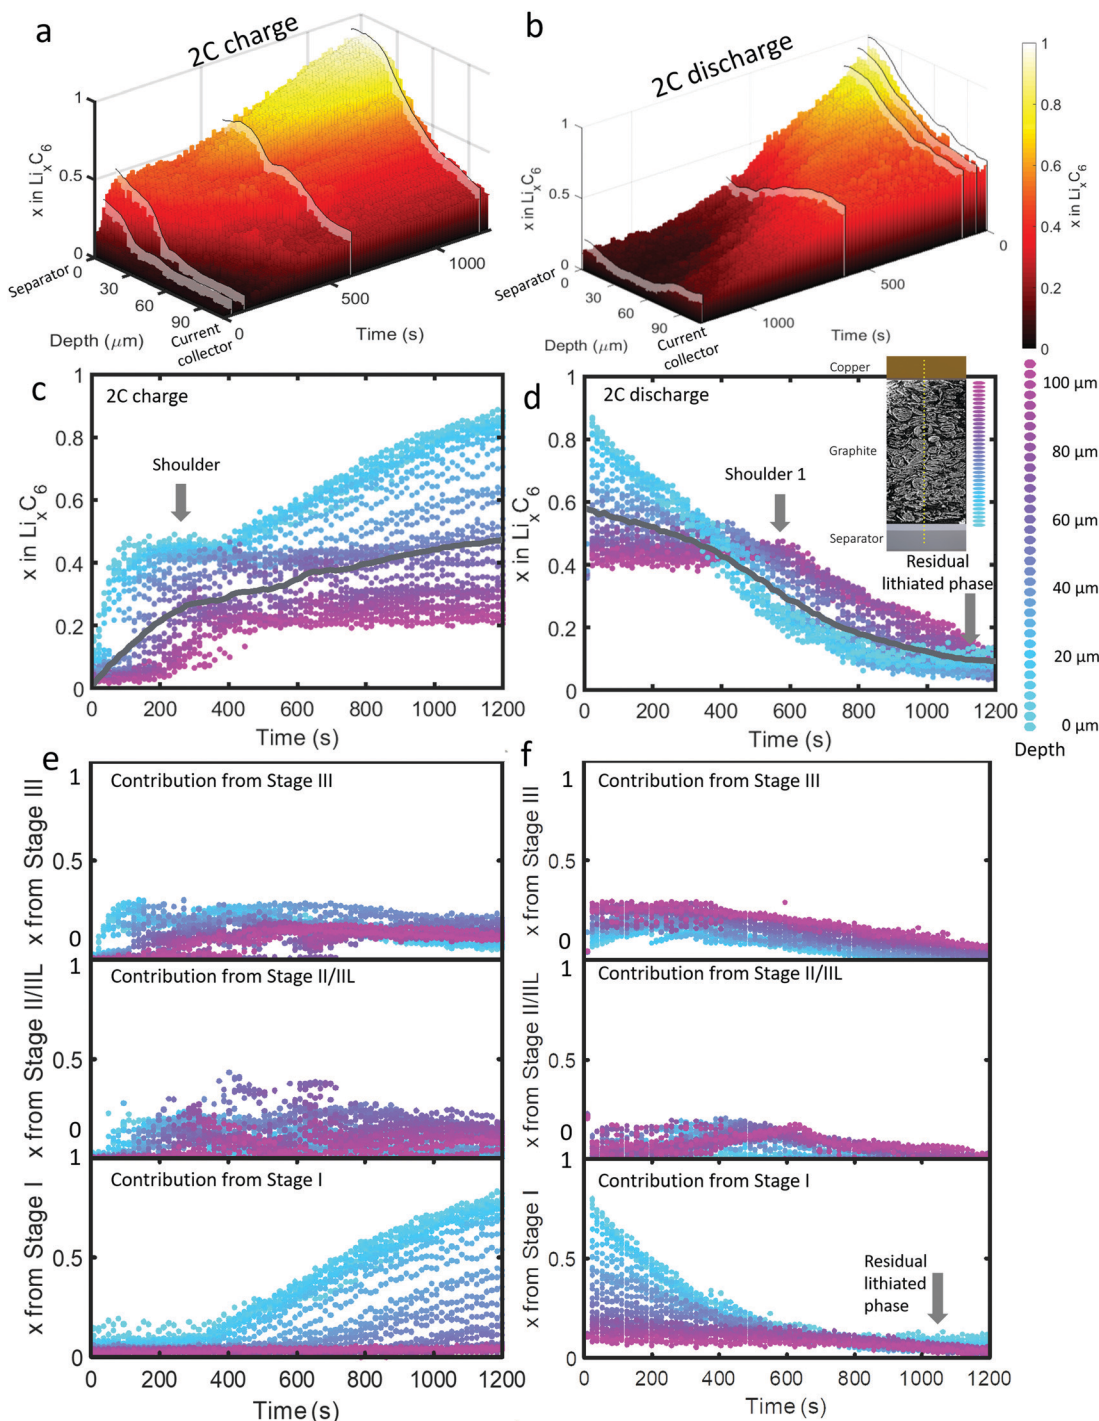 a
2C charge
1
0.5
0
x in LixC6
Separator
0
30
60
90
Depth (μm)
Current
collector
0
500
1000
Time (s)
b
2C discharge
1
0.5
0
x in LixC6
Separator
0
30
60
90
Depth (μm)
Current
collector
1000
500
0
Time (s)
1
0.8
0.6
0.4
0.2
0
x in LixC6
c
2C charge
Shoulder
1
0.8
0.6
0.4
0.2
0
x in LixC6
0 200 400 600 800 1000 1200
Time (s)
d
2C discharge
Shoulder 1
Copper
Graphite
Separator
Residual
lithiated phase
1
0.8
0.6
0.4
0.2
0
x in LixC6
0 200 400 600 800 1000 1200
Time (s)
100 μm
80 μm
60 μm
40 μm
20 μm
0 μm
Depth
e
Contribution from Stage III
1
0.5
0
x from Stage III
Contribution from Stage II/IIL
1
0.5
0
x from Stage II/IIL
Contribution from Stage I
1
0.5
0
x from Stage I
0 200 400 600 800 1000 1200
Time (s)
f
Contribution from Stage III
1
0.5
0
x from Stage III
Contribution from Stage II/IIL
1
0.5
0
x from Stage II/IIL
Contribution from Stage I
1
0.5
0
x from Stage I
Residual
lithiated
phase
0 200 400 600 800 1000 1200
Time (s)